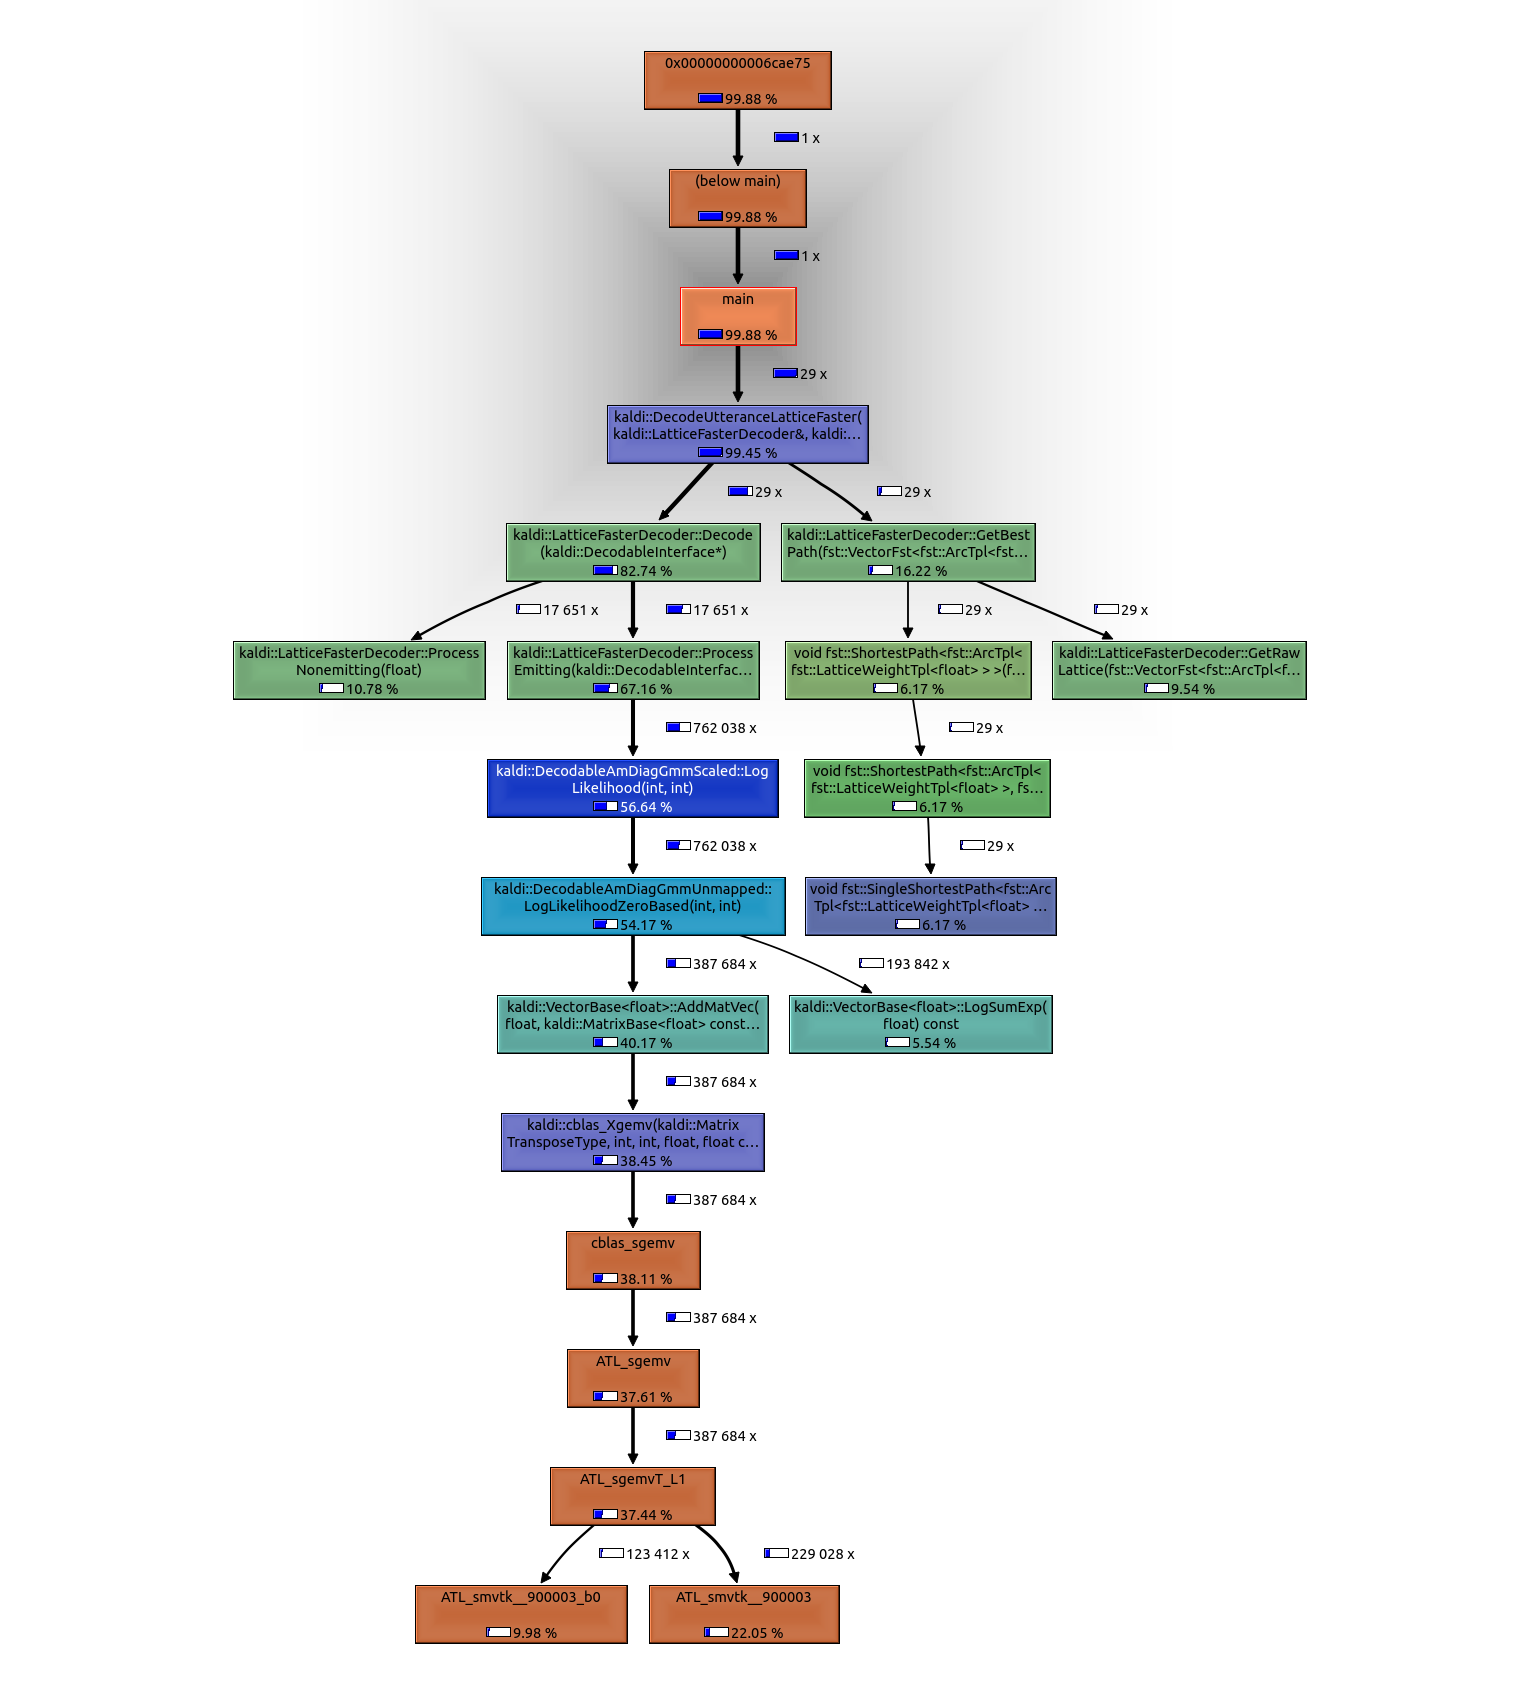 0x00000000006cae75
99.88 %
1 x
(below main)
99.88 %
1 x
main
99.88 %
29 x
kaldi::DecodeUtteranceLatticeFaster(
kaldi::LatticeFasterDecoder&, kaldi:...
99.45 %
29 x
29 x
kaldi::LatticeFasterDecoder::Decode
(kaldi::DecodableInterface*)
82.74 %
kaldi::LatticeFasterDecoder::GetBest
Path(fst::VectorFst<fst::ArcTpl<fst...
16.22 %
17 651 x
17 651 x
29 x
29 x
kaldi::LatticeFasterDecoder::Process
Nonemitting(float)
10.78 %
kaldi::LatticeFasterDecoder::Process
Emitting(kaldi::DecodableInterfac...
67.16 %
void fst::ShortestPath<fst::ArcTpl<
fst::LatticeWeightTpl<float> > >(f...
6.17 %
kaldi::LatticeFasterDecoder::GetRaw
Lattice(fst::VectorFst<fst::ArcTpl<f...
9.54 %
762 038 x
29 x
kaldi::DecodableAmDiagGmmScaled::Log
Likelihood(int, int)
56.64 %
void fst::ShortestPath<fst::ArcTpl<
fst::LatticeWeightTpl<float> >, fs...
6.17 %
762 038 x
29 x
kaldi::DecodableAmDiagGmmUnmapped::
LogLikelihoodZeroBased(int, int)
54.17 %
void fst::SingleShortestPath<fst::Arc
Tpl<fst::LatticeWeightTpl<float> ...
6.17 %
387 684 x
193 842 x
kaldi::VectorBase<float>::AddMatVec(
float, kaldi::MatrixBase<float> const...
40.17 %
kaldi::VectorBase<float>::LogSumExp(
float) const
5.54 %
387 684 x
kaldi::cblas_Xgemv(kaldi::Matrix
TransposeType, int, int, float, float c...
38.45 %
387 684 x
cblas_sgemv
38.11 %
387 684 x
ATL_sgemv
37.61 %
387 684 x
ATL_sgemvT_L1
37.44 %
123 412 x
229 028 x
ATL_smvtk__900003_b0
9.98 %
ATL_smvtk__900003
22.05 %